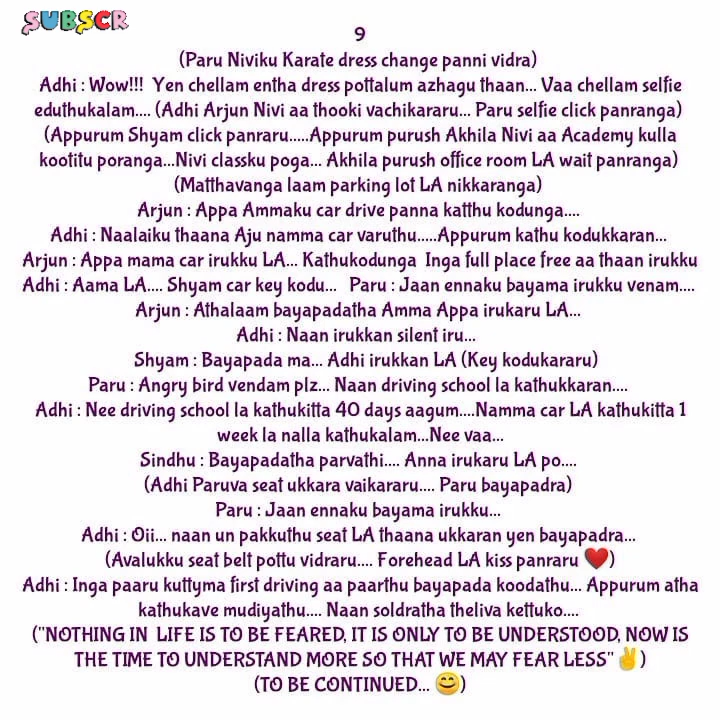 SUBSCR
9
(Paru Niviku Karate dress change panni vidra)
Adhi : Wow!!!  Yen chellam entha dress pottalum azhagu thaan... Vaa chellam selfie
eduthukalam.... (Adhi Arjun Nivi aa thooki vachikararu... Paru selfie click panranga)
(Appurum Shyam click panraru.....Appurum purush Akhila Nivi aa Academy kulla
kootitu poranga...Nivi classku poga... Akhila purush office room LA wait panranga)
(Matthavanga laam parking lot LA nikkaranga)
Arjun : Appa Ammaku car drive panna katthu kodunga....
Adhi : Naalaiku thaana Aju namma car varuthu.....Appurum kathu kodukkaran...
Arjun : Appa mama car irukku LA... Kathukodunga  Inga full place free aa thaan irukku
Adhi : Aama LA.... Shyam car key kodu...   Paru : Jaan ennaku bayama irukku venam....
Arjun : Athalaam bayapadatha Amma Appa irukaru LA...
Adhi : Naan irukkan silent iru...
Shyam : Bayapada ma... Adhi irukkan LA (Key kodukararu)
Paru : Angry bird vendam plz... Naan driving school la kathukkaran....
Adhi : Nee driving school la kathukitta 40 days aagum....Namma car LA kathukitta 1
week la nalla kathukalam...Nee vaa...
Sindhu : Bayapadatha parvathi.... Anna irukaru LA po....
(Adhi Paruva seat ukkara vaikararu.... Paru bayapadra)
Paru : Jaan ennaku bayama irukku...
Adhi : Oii... naan un pakkuthu seat LA thaana ukkaran yen bayapadra...
(Avalukku seat belt pottu vidraru.... Forehead LA kiss panraru ❤️)
Adhi : Inga paaru kuttyma first driving aa paarthu bayapada koodathu... Appurum atha
kathukave mudiyathu.... Naan soldratha theliva kettuko....
("NOTHING IN  LIFE IS TO BE FEARED, IT IS ONLY TO BE UNDERSTOOD, NOW IS
THE TIME TO UNDERSTAND MORE SO THAT WE MAY FEAR LESS"✌️)
(TO BE CONTINUED... 😊)